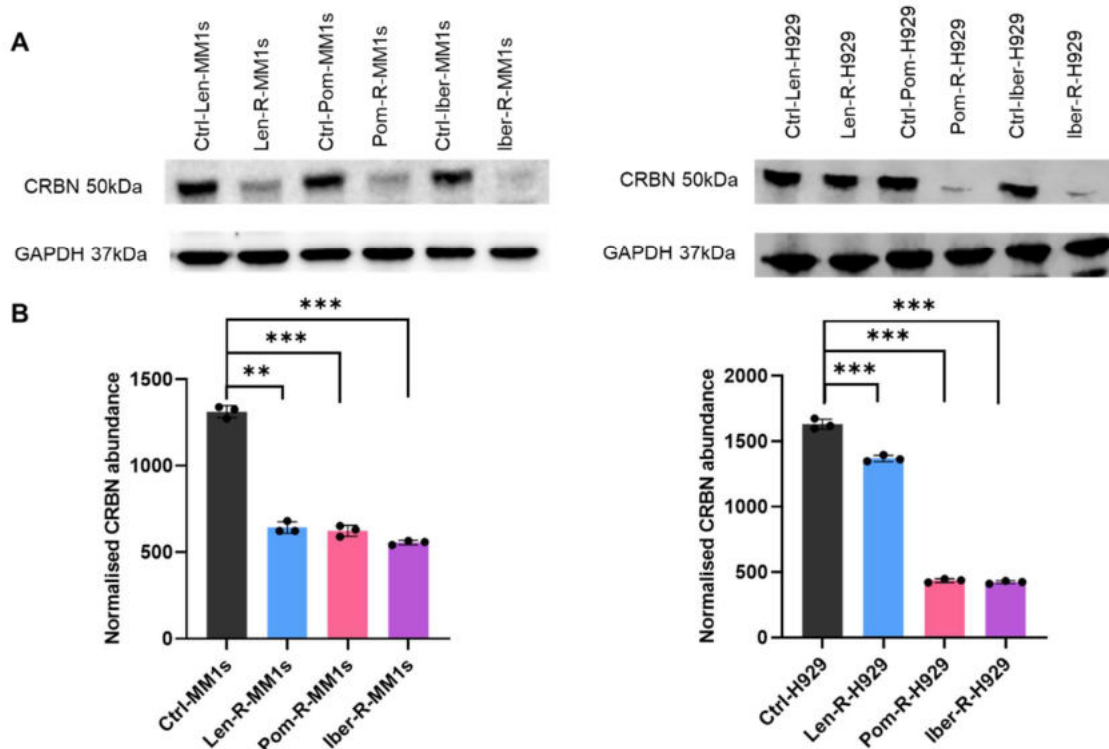 A
Ctrl-Len-MM1s
Len-R-MM1s
Ctrl-Pom-MM1s
Pom-R-MM1s
Ctrl-Iber-MM1s
Iber-R-MM1s
CRBN 50kDa
GAPDH 37kDa
Ctrl-Len-H929
Len-R-H929
Ctrl-Pom-H929
Pom-R-H929
Ctrl-Iber-H929
Iber-R-H929
CRBN 50kDa
GAPDH 37kDa
B
***
***
**
Normalised CRBN abundance
1500
1000
500
0
Ctrl-MM1s
Len-R-MM1s
Pom-R-MM1s
Iber-R-MM1s
***
***
***
Normalised CRBN abundance
2000
1500
1000
500
0
Ctrl-H929
Len-R-H929
Pom-R-H929
Iber-R-H929